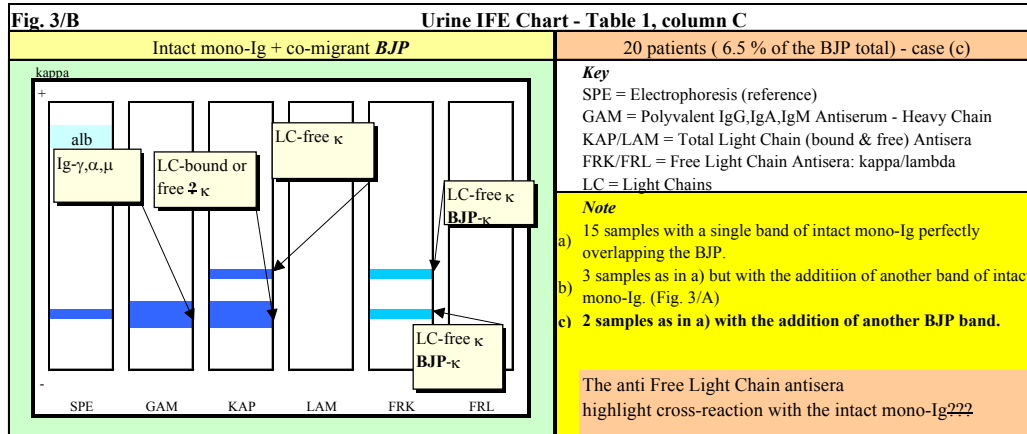 Fig. 3/B
Urine IFE Chart - Table 1, column C
Intact mono-Ig + co-migrant BJP
20 patients ( 6.5 % of the BJP total) - case (c)
kappa
+
alb
Ig-γ,α,μ
LC-bound or
free ? κ
LC-free κ
LC-free κ
BJP-κ
LC-free κ
BJP-κ
-
SPE
GAM
KAP
LAM
FRK
FRL
Key
SPE = Electrophoresis (reference)
GAM = Polyvalent IgG,IgA,IgM Antiserum - Heavy Chain
KAP/LAM = Total Light Chain (bound & free) Antisera
FRK/FRL = Free Light Chain Antisera: kappa/lambda
LC = Light Chains
Note
a) 15 samples with a single band of intact mono-Ig perfectly
overlapping the BJP.
b) 3 samples as in a) but with the addition of another band of intact
mono-Ig. (Fig. 3/A)
c) 2 samples as in a) with the addition of another BJP band.
The anti Free Light Chain antisera
highlight cross-reaction with the intact mono-Ig???